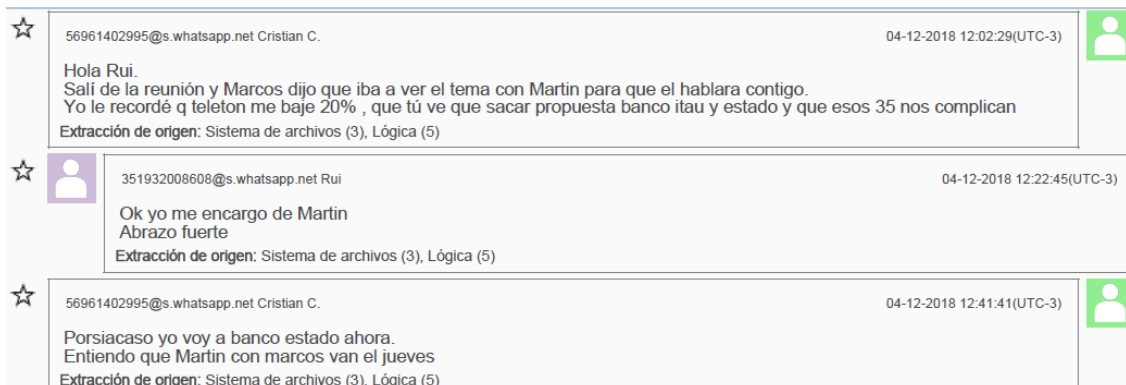 56961402995@s.whatsapp.net Cristian C.
04-12-2018 12:02:29(UTC-3)
Hola Rui.
Salí de la reunión y Marcos dijo que iba a ver el tema con Martin para que el hablara contigo.
Yo le recordé q teleton me baje 20% , que tú ve que sacar propuesta banco itau y estado y que esos 35 nos complican
Extracción de origen: Sistema de archivos (3), Lógica (5)
351932008608@s.whatsapp.net Rui
04-12-2018 12:22:45(UTC-3)
Ok yo me encargo de Martin
Abrazo fuerte
Extracción de origen: Sistema de archivos (3), Lógica (5)
56961402995@s.whatsapp.net Cristian C.
04-12-2018 12:41:41(UTC-3)
Porsiacaso yo voy a banco estado ahora.
Entiendo que Martin con marcos van el jueves
Extracción de origen: Sistema de archivos (3), Lógica (5)